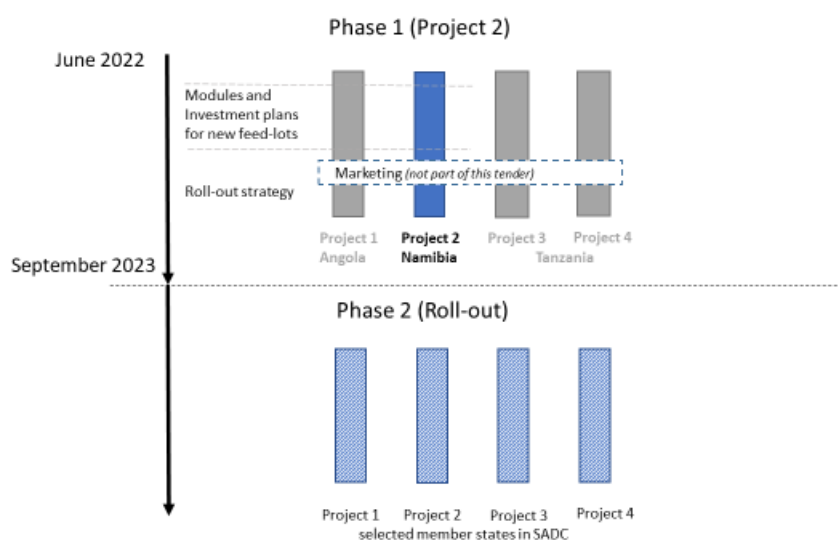 Phase 1 (Project 2)
June 2022
Modules and
Investment plans
for new feed-lots
Marketing (not part of this tender)
Roll-out strategy
Project 1 Project 2 Project 3 Project 4
Angola Namibia Tanzania
September 2023
Phase 2 (Roll-out)
Project 1 Project 2 Project 3 Project 4
selected member states in SADC